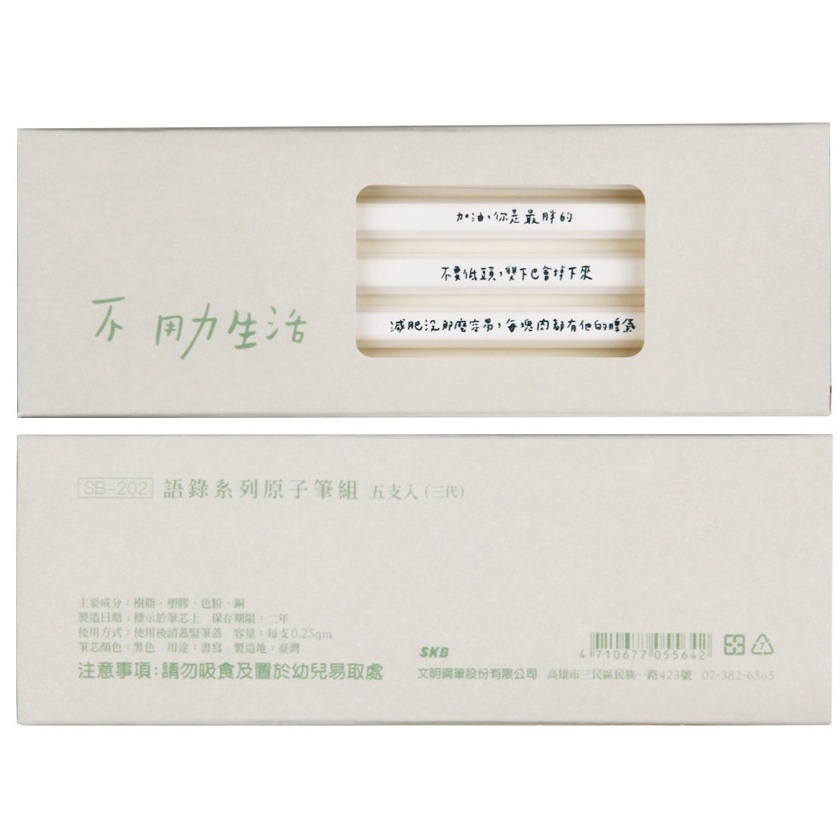 加油、你是最胖的
不要低頭，雙下巴會掉下來
減肥沒那麼容易，每塊肉都有他的脾氣
不 用力生活
SB-202 語錄系列原子筆組 五支入（三代）
主要成分：樹脂、塑膠、色粉、銅
製造日期：標示於筆芯上 保存期限：二年
使用方式：使用後請蓋緊筆蓋 容量：每支0.25gm
筆芯顏色：黑色 用途：書寫 製造地：臺灣
注意事項：請勿吸食及置於幼兒易取處
4 710677 055642
7
SKB
文明鋼筆股份有限公司 高雄市三民區民族一路423號 07-382-6565